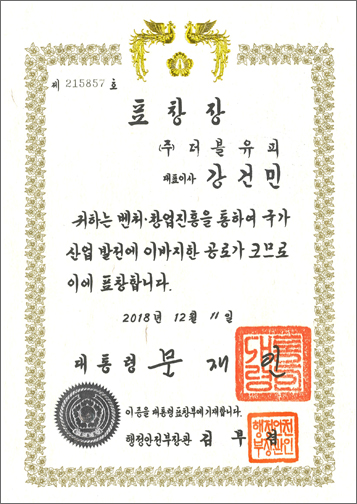 제 215857 호
표창장
(주) 더블유피
대표이사 강건민
귀하는 벤처·창업진흥을 통하여 국가
산업 발전에 이바지한 공로가 크므로
이에 표창합니다.
2018년 12월 11일
대통령 문재인
이 증을 대통령 표창부에 기재합니다.
행정안전부장관 김부겸